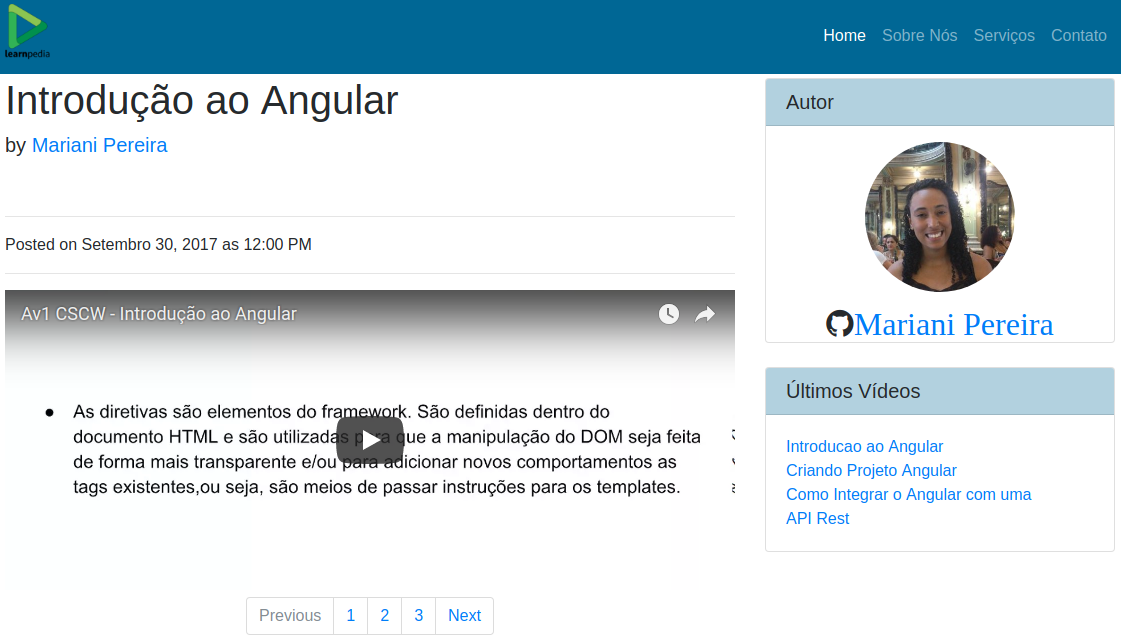 learnpedia
Home Sobre Nós Serviços Contato
Introdução ao Angular
by Mariani Pereira
Posted on Setembro 30, 2017 as 12:00 PM
Av1 CSCW - Introdução ao Angular
● As diretivas são elementos do framework. São definidas dentro do
documento HTML e são utilizadas para que a manipulação do DOM seja feita
de forma mais transparente e/ou para adicionar novos comportamentos as
tags existentes,ou seja, são meios de passar instruções para os templates.
Previous 1 2 3 Next
Autor
Mariani Pereira
Últimos Vídeos
Introducao ao Angular
Criando Projeto Angular
Como Integrar o Angular com uma
API Rest